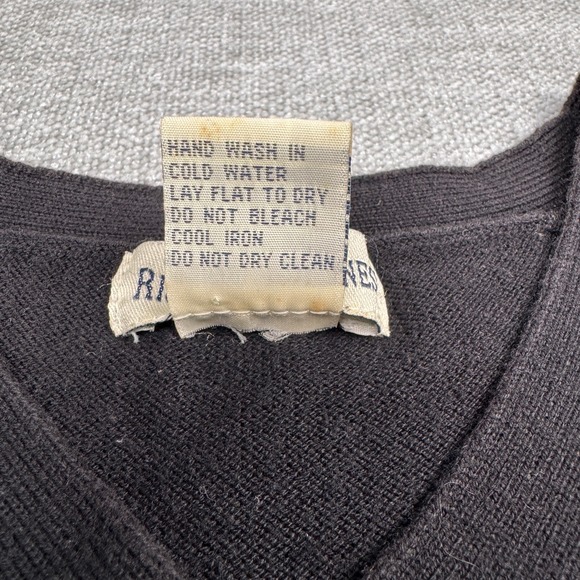 HAND WASH IN
COLD WATER
LAY FLAT TO DRY
DO NOT BLEACH
COOL IRON
DO NOT DRY CLEAN